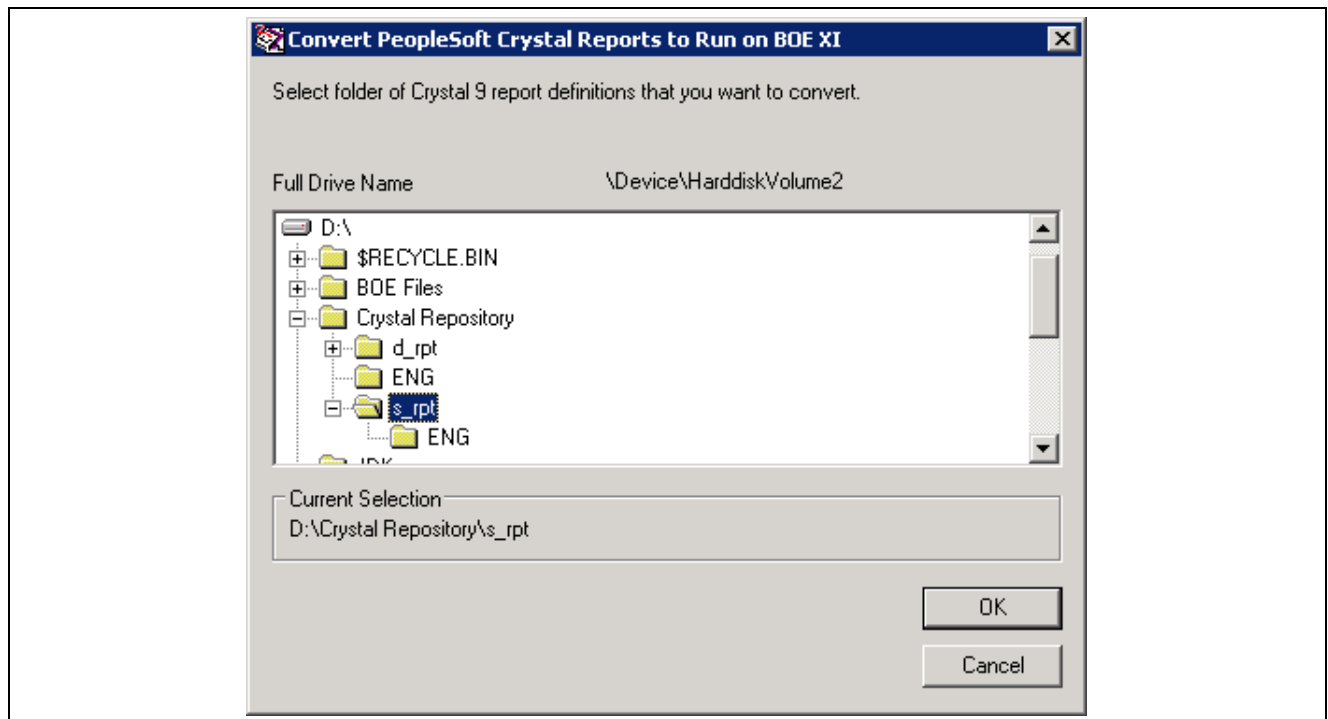 Convert PeopleSoft Crystal Reports to Run on BOE XI
Select folder of Crystal 9 report definitions that you want to convert.
Full Drive Name \Device\HarddiskVolume2
D:\
$RECYCLE.BIN
BOE Files
Crystal Repository
d_rpt
ENG
s_rpt
ENG
Current Selection
D:\Crystal Repository\s_rpt
OK
Cancel